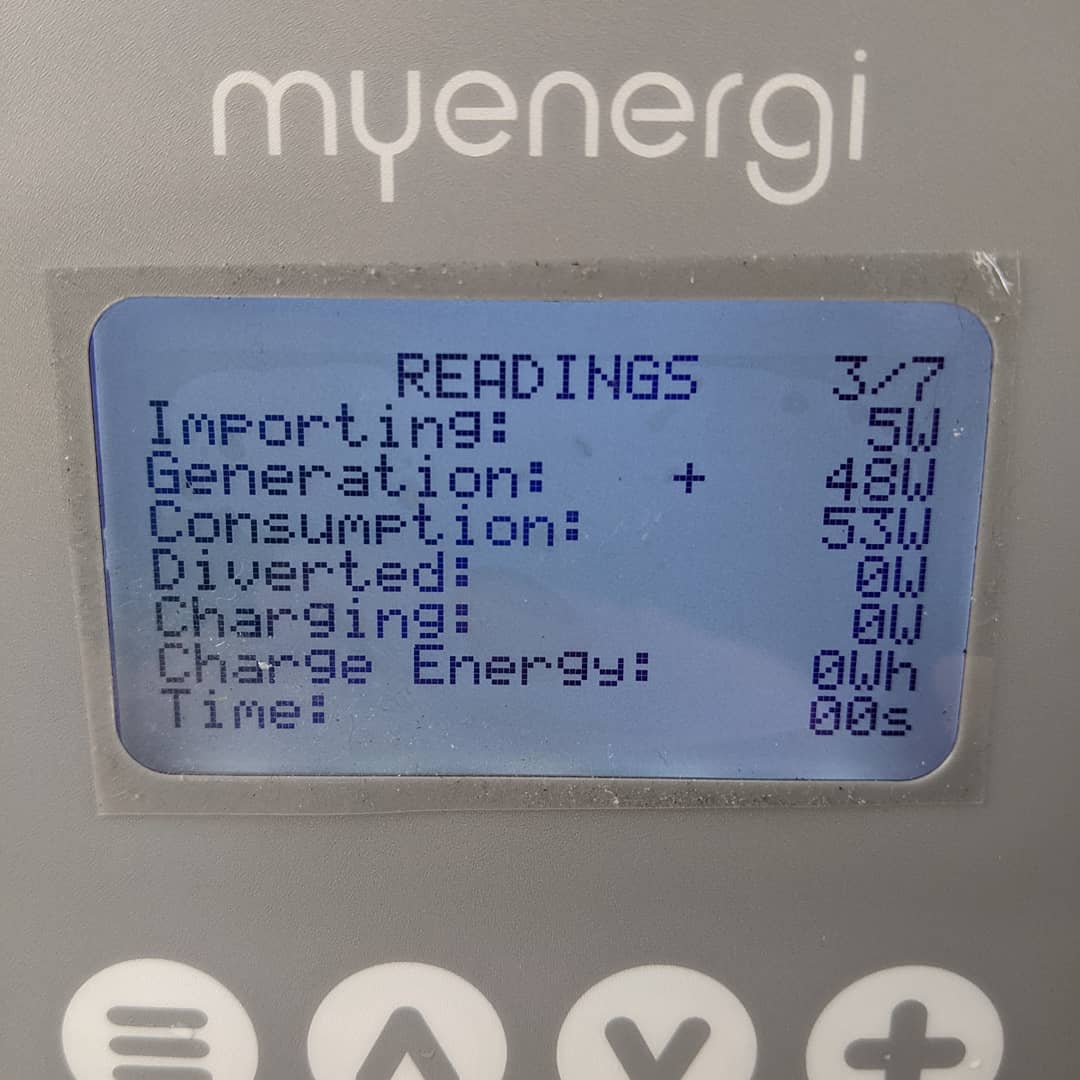 myenergi
READINGS 3/7
Importing: 5W
Generation: + 48W
Consumption: 53W
Diverted: 0W
Charging: 0W
Charge Energy: 0Wh
Time: 00s